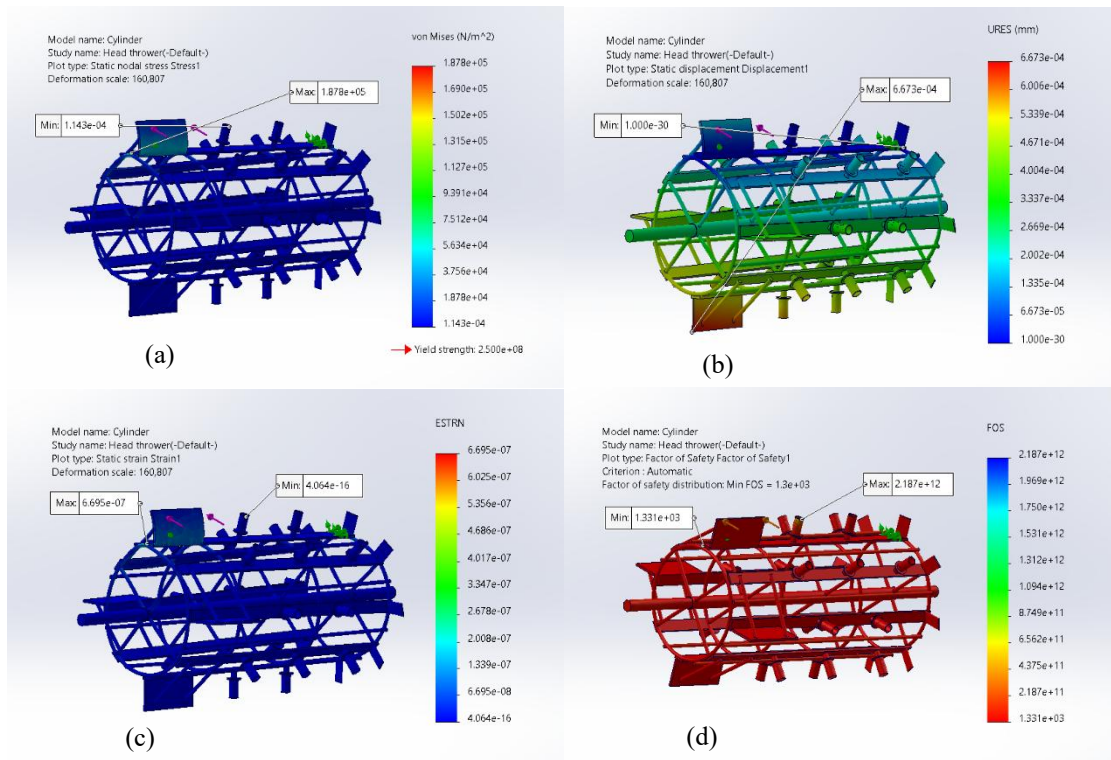 Model name: Cylinder
Study name: Head thrower(-Default-)
Plot type: Static nodal stress Stress1
Deformation scale: 160,807
von Mises (N/m^2)
1.878e+05
1.690e+05
1.502e+05
1.315e+05
1.127e+05
9.391e+04
7.512e+04
5.634e+04
3.756e+04
1.878e+04
1.143e-04
Yield strength: 2.500e+08
Max: 1.878e+05
Min: 1.143e-04
(a)
Model name: Cylinder
Study name: Head thrower(-Default-)
Plot type: Static displacement Displacement1
Deformation scale: 160,807
URES (mm)
6.673e-04
6.006e-04
5.339e-04
4.671e-04
4.004e-04
3.337e-04
2.669e-04
2.002e-04
1.335e-04
6.673e-05
1.000e-30
Max: 6.673e-04
Min: 1.000e-30
(b)
Model name: Cylinder
Study name: Head thrower(-Default-)
Plot type: Static strain Strain1
Deformation scale: 160,807
ESTRN
6.695e-07
6.025e-07
5.356e-07
4.686e-07
4.017e-07
3.347e-07
2.678e-07
2.008e-07
1.339e-07
6.695e-08
4.064e-16
Min: 4.064e-16
Max: 6.695e-07
(c)
Model name: Cylinder
Study name: Head thrower(-Default-)
Plot type: Factor of Safety Factor of Safety1
Criterion : Automatic
Factor of safety distribution: Min FOS = 1.3e+03
FOS
2.187e+12
1.969e+12
1.750e+12
1.531e+12
1.312e+12
1.094e+12
8.749e+11
6.562e+11
4.375e+11
2.187e+11
1.331e+03
Max: 2.187e+12
Min: 1.331e+03
(d)